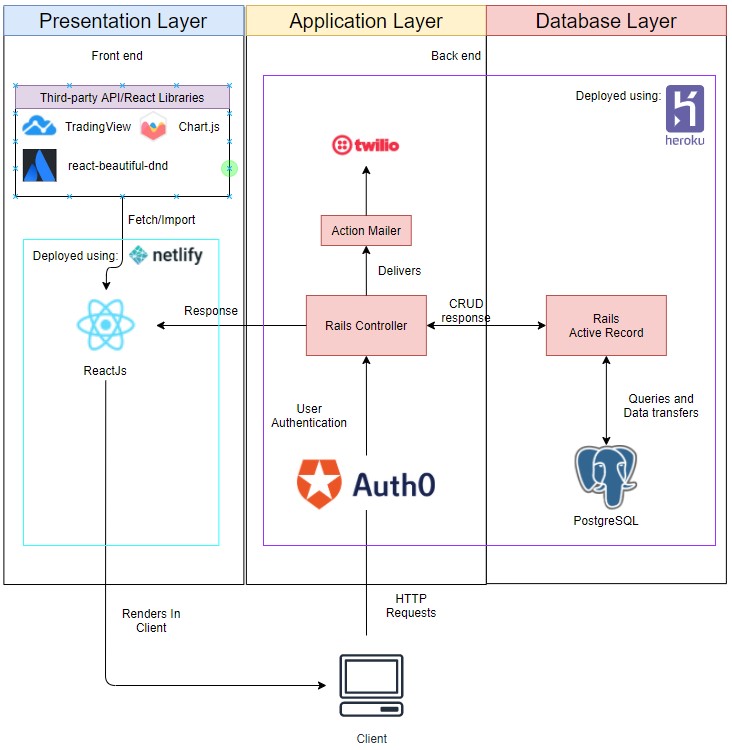 Presentation Layer
Application Layer
Database Layer
Front end
Back end
Third-party API/React Libraries
TradingView
Chart.js
react-beautiful-dnd
Deployed using:
heroku
twilio
Fetch/Import
Action Mailer
Deployed using:
netlify
Delivers
Response
Rails Controller
CRUD
response
Rails
Active Record
ReactJs
User
Authentication
Queries and
Data transfers
Auth0
PostgreSQL
Renders In
Client
HTTP
Requests
Client